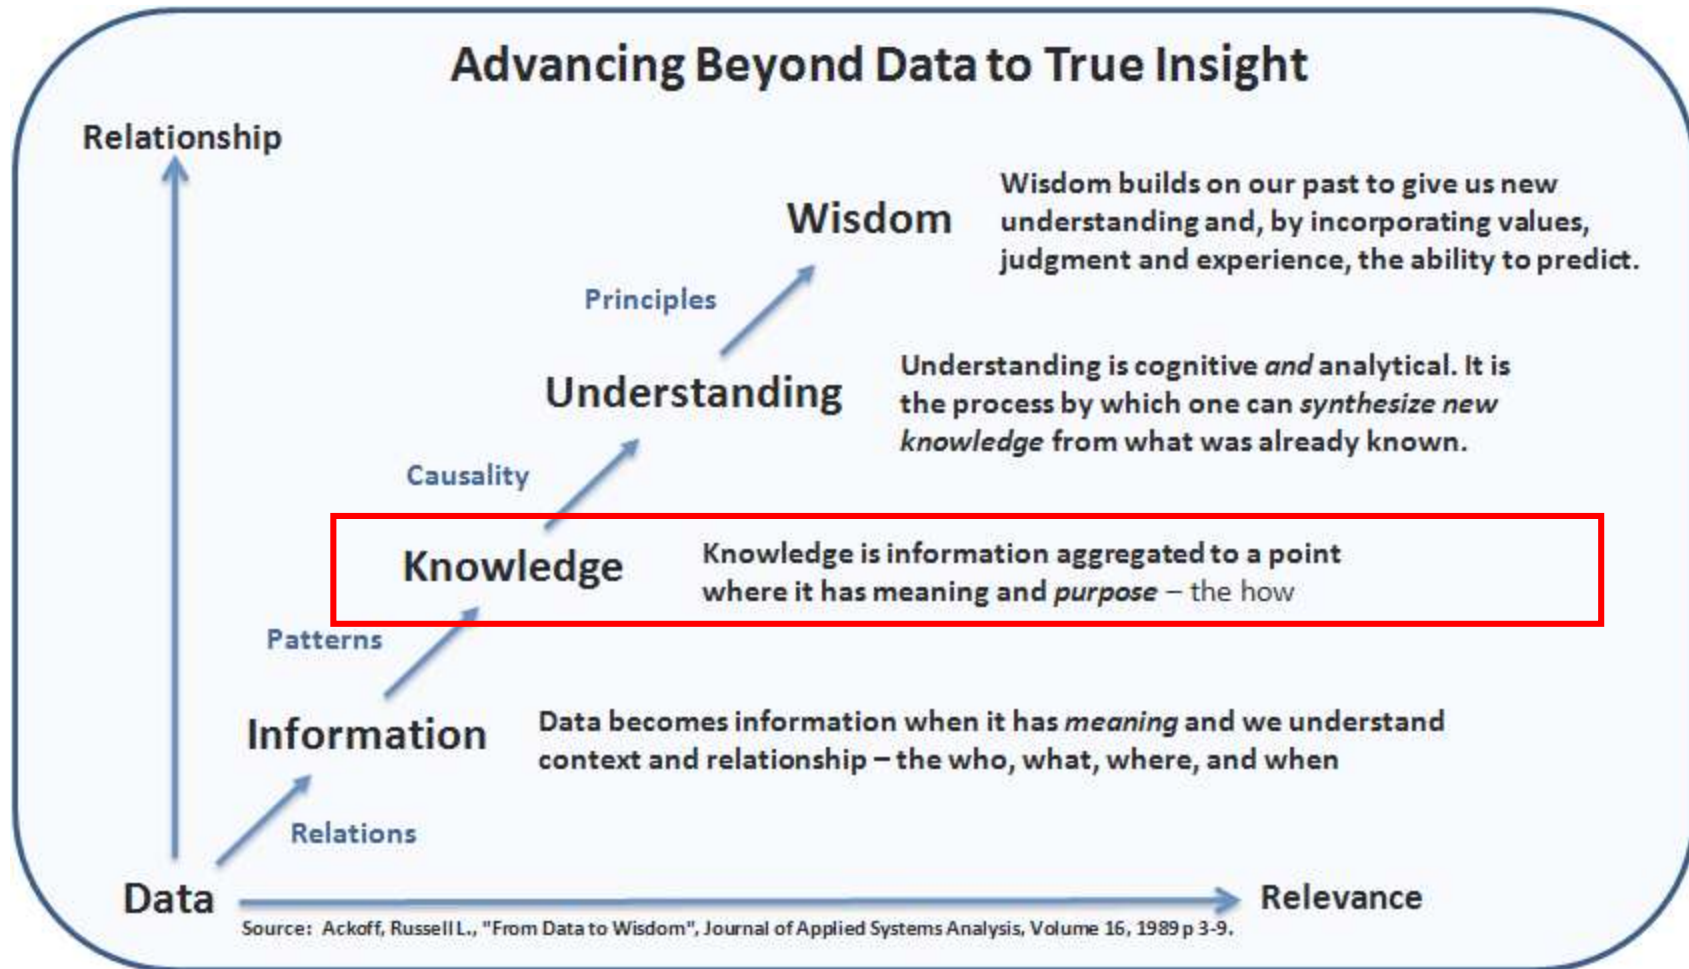 Advancing Beyond Data to True Insight
Relationship
Wisdom
Wisdom builds on our past to give us new
understanding and, by incorporating values,
judgment and experience, the ability to predict.
Principles
Understanding
Understanding is cognitive and analytical. It is
the process by which one can synthesize new
knowledge from what was already known.
Causality
Knowledge
Knowledge is information aggregated to a point
where it has meaning and purpose – the how
Patterns
Information
Data becomes information when it has meaning and we understand
context and relationship – the who, what, where, and when
Relations
Data
Relevance
Source: Ackoff, Russell L., "From Data to Wisdom", Journal of Applied Systems Analysis, Volume 16, 1989 p 3-9.